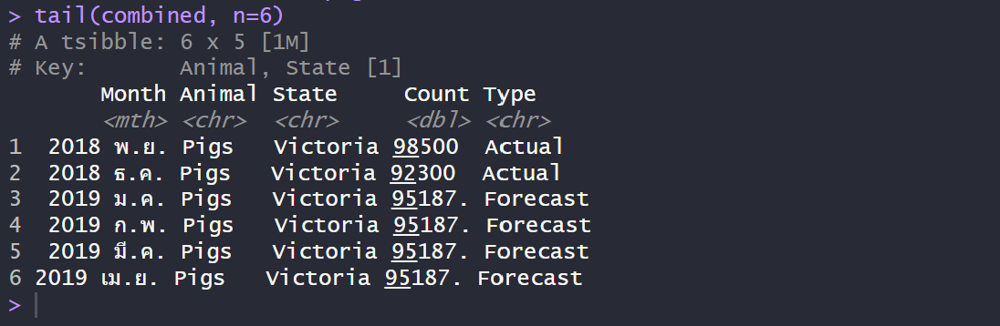 > tail(combined, n=6)
# A tsibble: 6 x 5 [1M]
# Key:       Animal, State [1]
       Month Animal State     Count Type
       <mth> <chr>  <chr>     <dbl> <chr>
1  2018 พ.ย. Pigs   Victoria 98500  Actual
2  2018 ธ.ค. Pigs   Victoria 92300  Actual
3  2019 ม.ค. Pigs   Victoria 95187. Forecast
4  2019 ก.พ. Pigs   Victoria 95187. Forecast
5  2019 มี.ค. Pigs   Victoria 95187. Forecast
6 2019 เม.ย. Pigs   Victoria 95187. Forecast
>